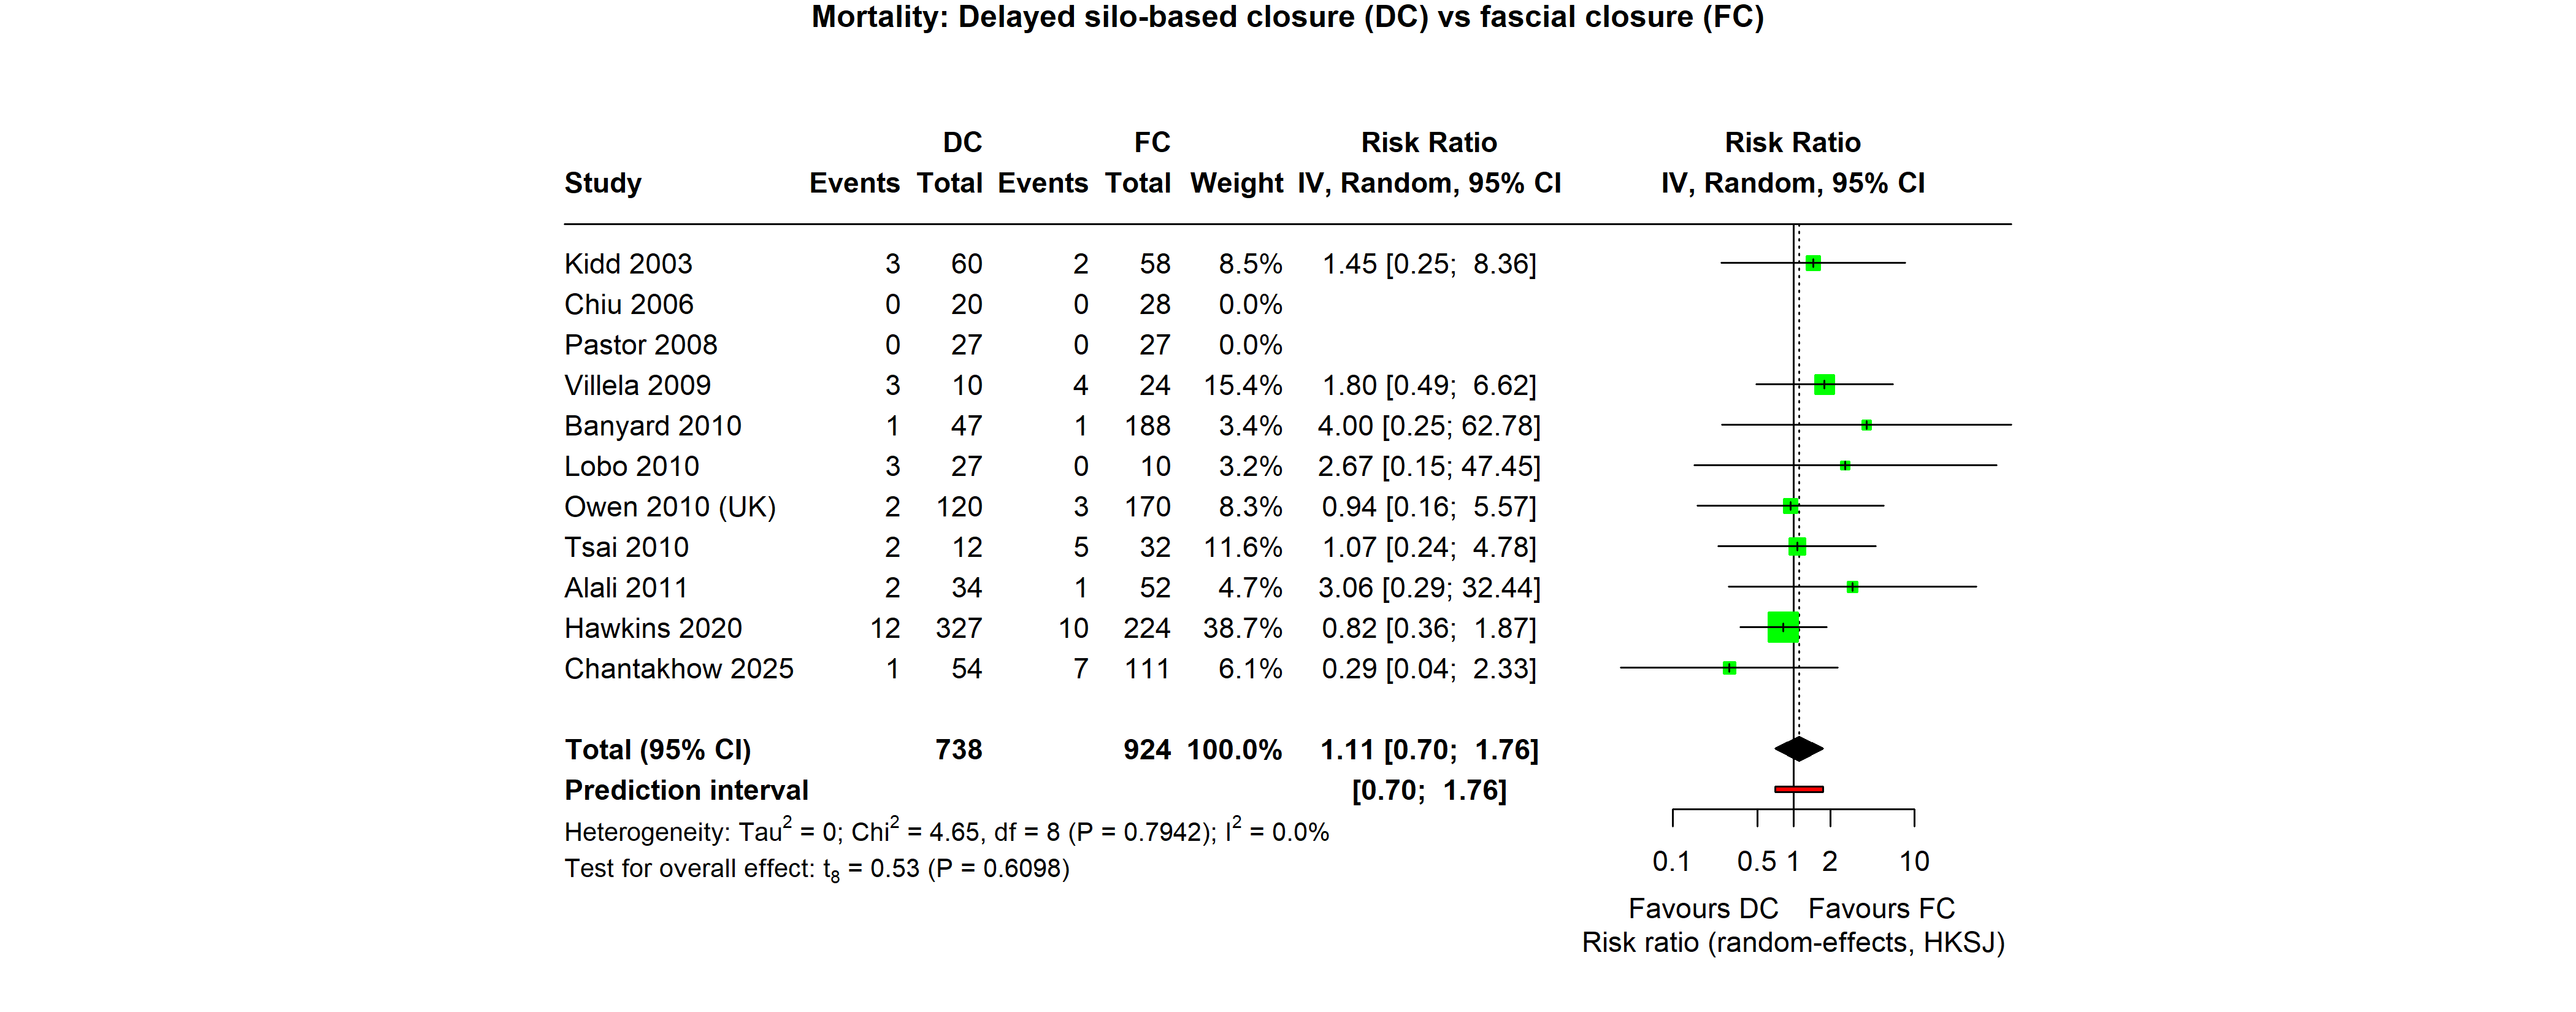 Mortality: Delayed silo-based closure (DC) vs fascial closure (FC)
DC FC Risk Ratio Risk Ratio
Study Events Total Events Total Weight IV, Random, 95% CI IV, Random, 95% CI
Kidd 2003 3 60 2 58 8.5% 1.45 [0.25; 8.36]
Chiu 2006 0 20 0 28 0.0%
Pastor 2008 0 27 0 27 0.0%
Villela 2009 3 10 4 24 15.4% 1.80 [0.49; 6.62]
Banyard 2010 1 47 1 188 3.4% 4.00 [0.25; 62.78]
Lobo 2010 3 27 0 10 3.2% 2.67 [0.15; 47.45]
Owen 2010 (UK) 2 120 3 170 8.3% 0.94 [0.16; 5.57]
Tsai 2010 2 12 5 32 11.6% 1.07 [0.24; 4.78]
Alali 2011 2 34 1 52 4.7% 3.06 [0.29; 32.44]
Hawkins 2020 12 327 10 224 38.7% 0.82 [0.36; 1.87]
Chantakhow 2025 1 54 7 111 6.1% 0.29 [0.04; 2.33]
Total (95% CI) 738 924 100.0% 1.11 [0.70; 1.76]
Prediction interval [0.70; 1.76]
Heterogeneity: Tau² = 0; Chi² = 4.65, df = 8 (P = 0.7942); I² = 0.0%
Test for overall effect: t₈ = 0.53 (P = 0.6098)
0.1 0.5 1 2 10
Favours DC Favours FC
Risk ratio (random-effects, HKSJ)